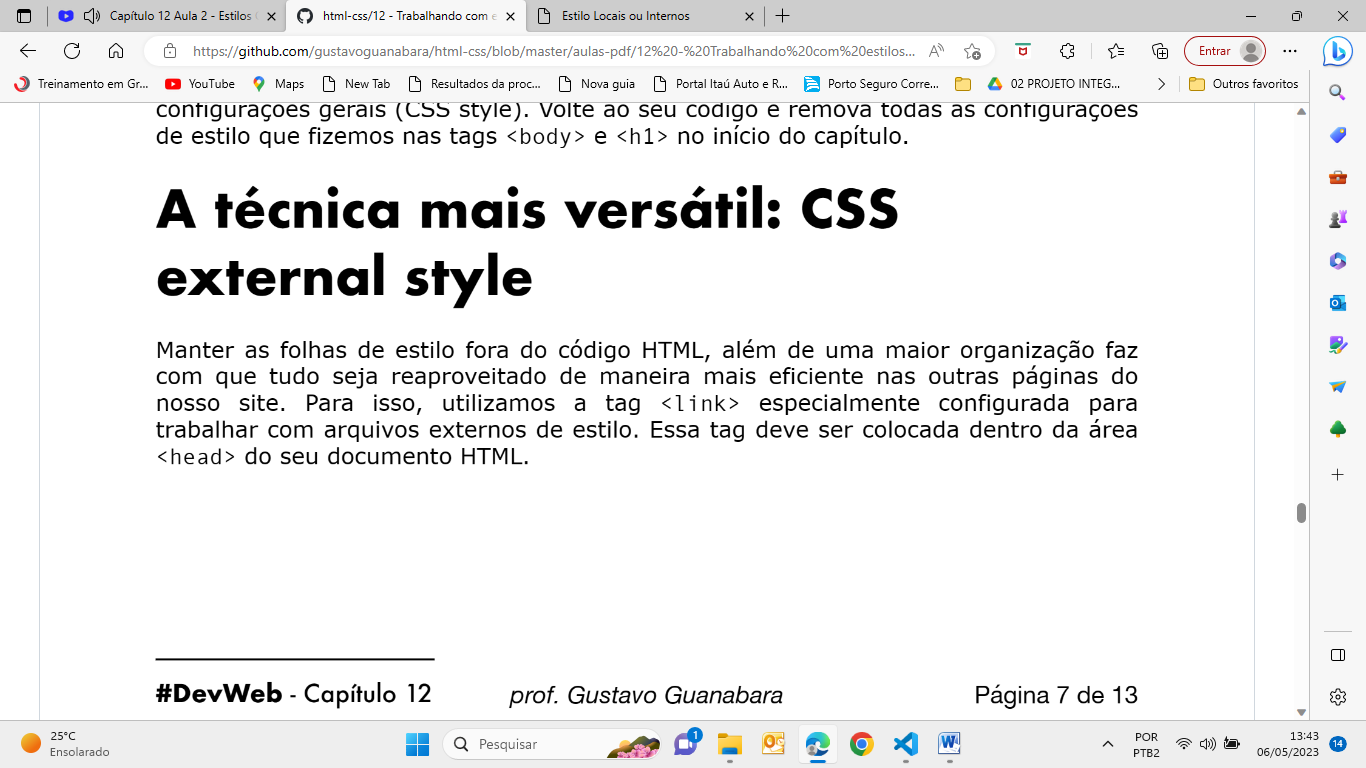 Capítulo 12 Aula 2 - Estilos
html-css/12 - Trabalhando com e
Estilo Locais ou Internos
https://github.com/gustavoguanabara/html-css/blob/master/aulas-pdf/12%20-%20Trabalhando%20com%20estilos...
Entrar
Treinamento em Gr...
YouTube
Maps
New Tab
Resultados da proc...
Nova guia
Portal Itaú Auto e R...
Porto Seguro Corre...
02 PROJETO INTEG...
Outros favoritos
configurações gerais (CSS style). Volte ao seu código e remova todas as configurações
de estilo que fizemos nas tags <body> e <h1> no início do capítulo.
A técnica mais versátil: CSS
external style
Manter as folhas de estilo fora do código HTML, além de uma maior organização faz
com que tudo seja reaproveitado de maneira mais eficiente nas outras páginas do
nosso site. Para isso, utilizamos a tag <link> especialmente configurada para
trabalhar com arquivos externos de estilo. Essa tag deve ser colocada dentro da área
<head> do seu documento HTML.
#DevWeb - Capítulo 12
prof. Gustavo Guanabara
Página 7 de 13
25°C
Ensolarado
Pesquisar
1
POR
PTB2
13:43
06/05/2023
14